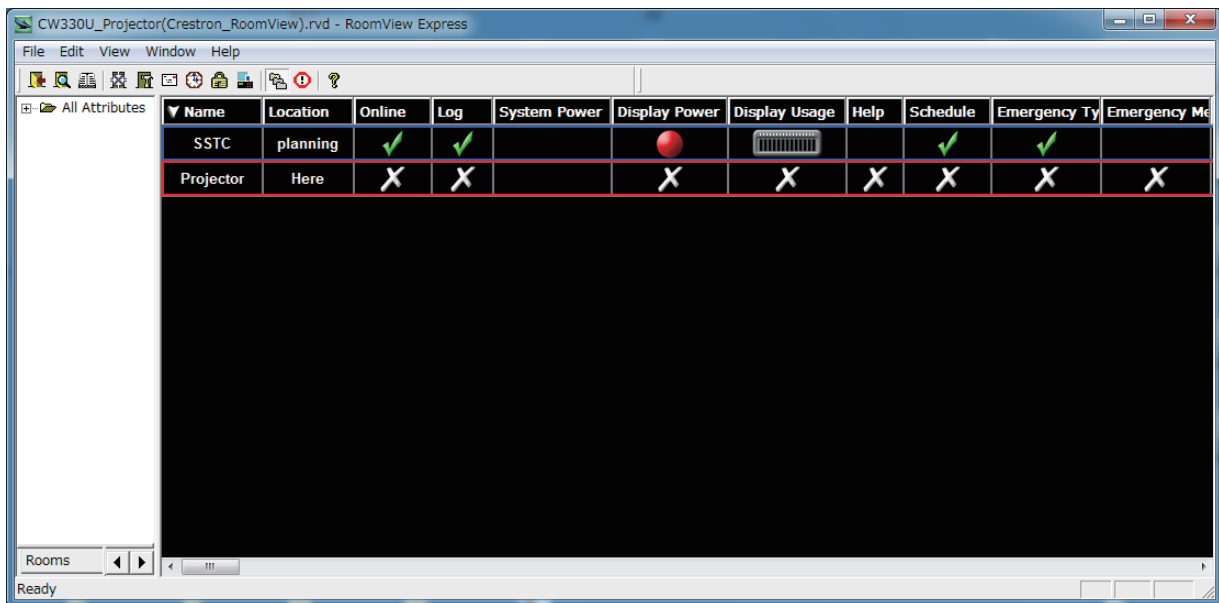 CW330U_Projector(Crestron_RoomView).rvd - RoomView Express
File Edit View Window Help
All Attributes
Name Location Online Log System Power Display Power Display Usage Help Schedule Emergency Ty Emergency Me
SSTC planning
Projector Here
Rooms
Ready